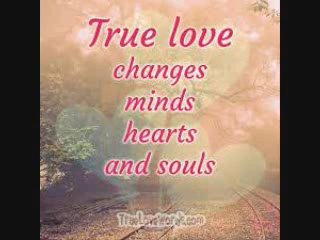 True love
changes
minds
hearts
and souls